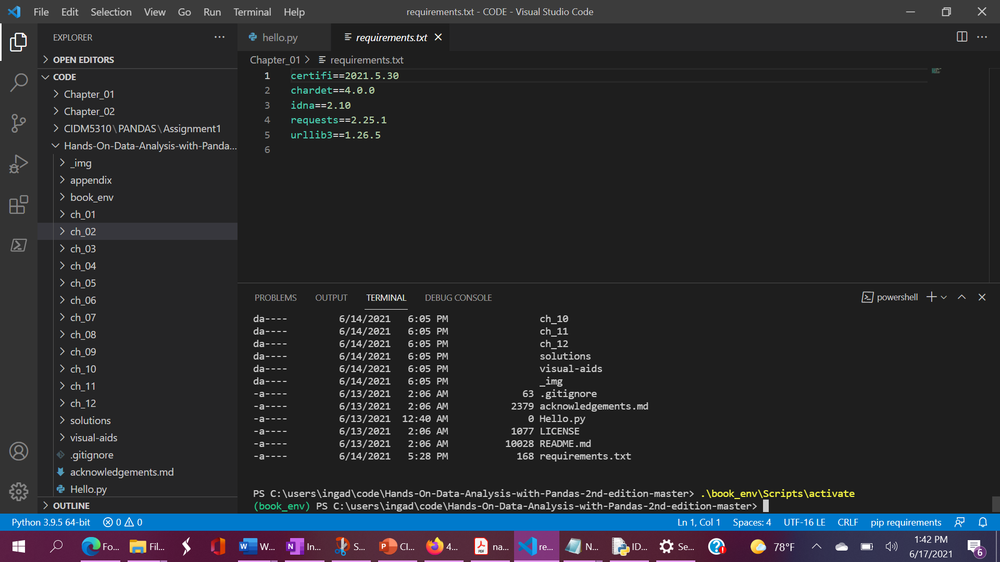 File Edit Selection View Go Run Terminal Help
requirements.txt - CODE - Visual Studio Code
EXPLORER
OPEN EDITORS
CODE
Chapter_01
Chapter_02
CIDM5310\PANDAS\Assignment1
Hands-On-Data-Analysis-with-Panda...
_img
appendix
book_env
ch_01
ch_02
ch_03
ch_04
ch_05
ch_06
ch_07
ch_08
ch_09
ch_10
ch_11
ch_12
solutions
visual-aids
.gitignore
acknowledgements.md
Hello.py
OUTLINE
hello.py requirements.txt
Chapter_01 > requirements.txt
1 certifi==2021.5.30
2 chardet==4.0.0
3 idna==2.10
4 requests==2.25.1
5 urllib3==1.26.5
6
PROBLEMS OUTPUT TERMINAL DEBUG CONSOLE powershell
da---- 6/14/2021 6:05 PM ch_10
da---- 6/14/2021 6:05 PM ch_11
da---- 6/14/2021 6:05 PM ch_12
da---- 6/14/2021 6:05 PM solutions
da---- 6/14/2021 6:05 PM visual-aids
da---- 6/14/2021 6:05 PM _img
-a---- 6/13/2021 2:06 AM 63 .gitignore
-a---- 6/13/2021 2:06 AM 2379 acknowledgements.md
-a---- 6/13/2021 12:40 AM 0 Hello.py
-a---- 6/13/2021 2:06 AM 1077 LICENSE
-a---- 6/13/2021 2:06 AM 10028 README.md
-a---- 6/14/2021 5:28 PM 168 requirements.txt
PS C:\users\ingad\code\Hands-On-Data-Analysis-with-Pandas-2nd-edition-master> .\book_env\Scripts\activate
(book_env) PS C:\users\ingad\code\Hands-On-Data-Analysis-with-Pandas-2nd-edition-master>
Python 3.9.5 64-bit 0 0 Ln 1, Col 1 Spaces: 4 UTF-16 LE CRLF pip requirements
Fo... Fil... W... In... S... Cl... 4... na... re... N... ID... Se... 78°F
1:42 PM
6/17/2021
6